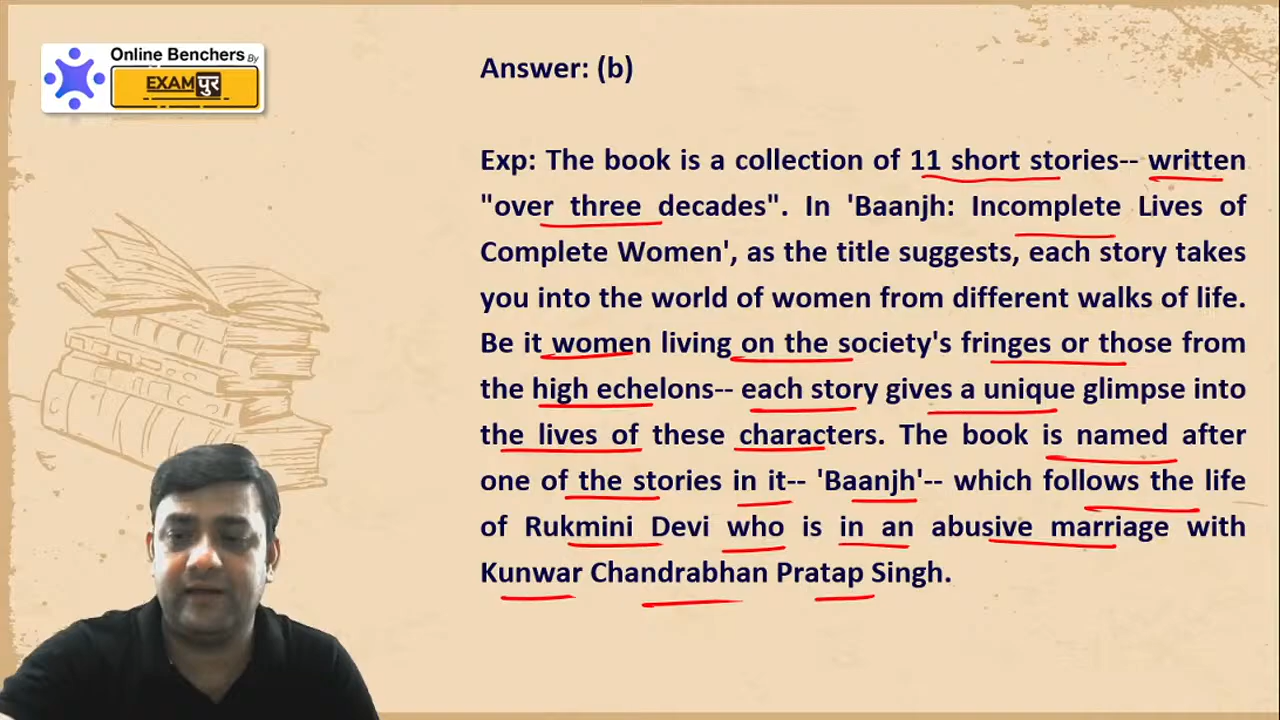 Online Benchers By
EXAMपुर
Answer: (b)
Exp: The book is a collection of 11 short stories-- written
"over three decades". In 'Baanjh: Incomplete Lives of
Complete Women', as the title suggests, each story takes
you into the world of women from different walks of life.
Be it women living on the society's fringes or those from
the high echelons-- each story gives a unique glimpse into
the lives of these characters. The book is named after
one of the stories in it-- 'Baanjh'-- which follows the life
of Rukmini Devi who is in an abusive marriage with
Kunwar Chandrabhan Pratap Singh.